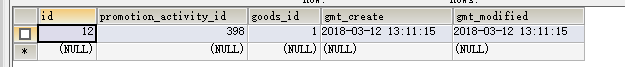 id promotion_activity_id goods_id gmt_create gmt_modified
12 398 1 2018-03-12 13:11:15 2018-03-12 13:11:15
* (NULL) (NULL) (NULL) (NULL) (NULL)